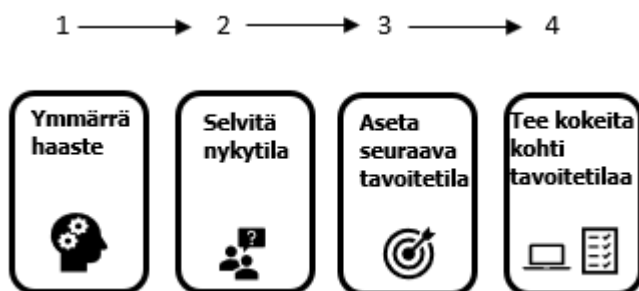 1 2 3 4
Ymmärrä
haaste
Selvitä
nykytila
Aseta
seuraava
tavoitetila
Tee kokeita
kohti
tavoitetilaa
?